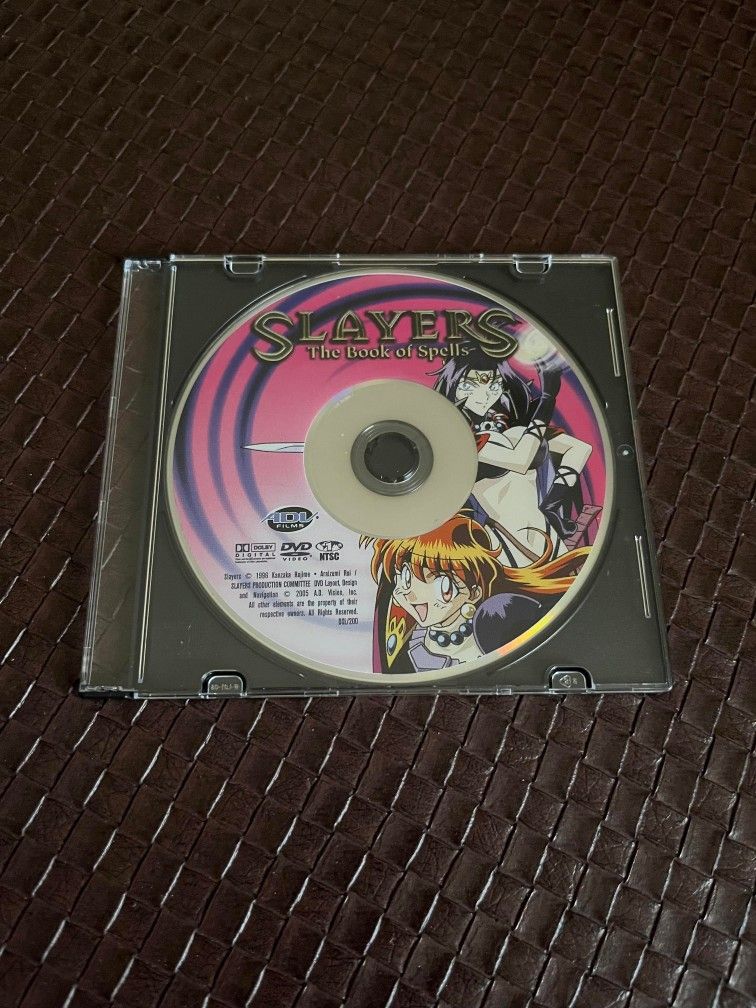 SLAYERS
The Book of Spells
ADV
FILMS
DOLBY
DIGITAL
DVD
VIDEO
NTSC
Slayers © 1996 Kanzaka Hajime • Araizumi Rui /
SLAYERS PRODUCTION COMMITTEE DVD Layout, Design
and Navigation © 2005 A.D. Vision, Inc.
All other elements are the property of their
respective owners. All Rights Reserved.
DGL/200